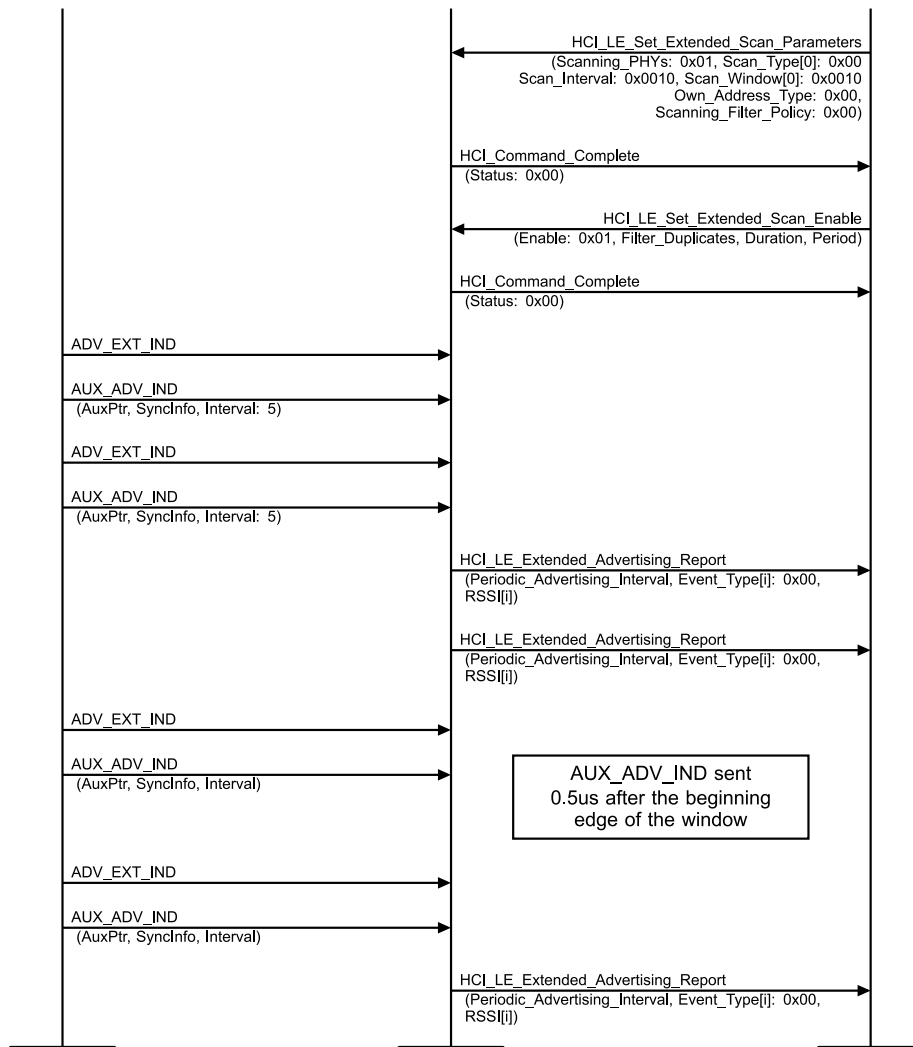 HCI_LE_Set_Extended_Scan_Parameters
(Scanning_PHYs: 0x01, Scan_Type[0]: 0x00
Scan_Interval: 0x0010, Scan_Window[0]: 0x0010
Own_Address_Type: 0x00,
Scanning_Filter_Policy: 0x00)
HCI_Command_Complete
(Status: 0x00)
HCI_LE_Set_Extended_Scan_Enable
(Enable: 0x01, Filter_Duplicates, Duration, Period)
HCI_Command_Complete
(Status: 0x00)
ADV_EXT_IND
AUX_ADV_IND
(AuxPtr, SyncInfo, Interval: 5)
ADV_EXT_IND
AUX_ADV_IND
(AuxPtr, SyncInfo, Interval: 5)
HCI_LE_Extended_Advertising_Report
(Periodic_Advertising_Interval, Event_Type[i]: 0x00,
RSSI[i])
HCI_LE_Extended_Advertising_Report
(Periodic_Advertising_Interval, Event_Type[i]: 0x00,
RSSI[i])
ADV_EXT_IND
AUX_ADV_IND
(AuxPtr, SyncInfo, Interval)
AUX_ADV_IND sent
0.5us after the beginning
edge of the window
ADV_EXT_IND
AUX_ADV_IND
(AuxPtr, SyncInfo, Interval)
HCI_LE_Extended_Advertising_Report
(Periodic_Advertising_Interval, Event_Type[i]: 0x00,
RSSI[i])